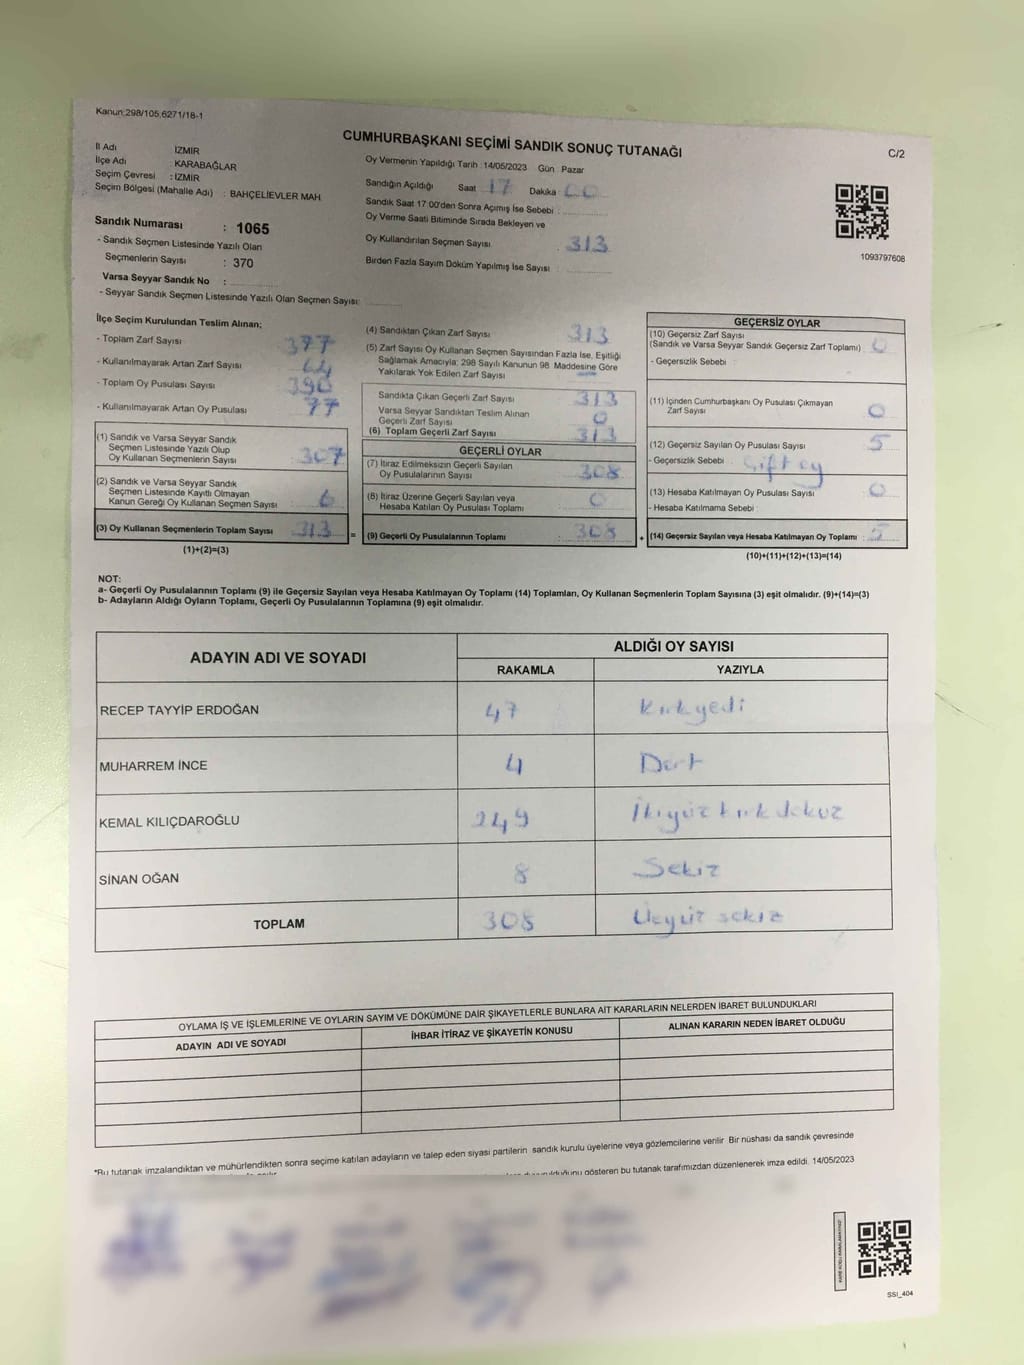 Kanun:298/105,6271/18-1
CUMHURBAŞKANI SEÇİMİ SANDIK SONUÇ TUTANAĞI
C/2
İl Adı : İZMİR
İlçe Adı : KARABAĞLAR
Seçim Çevresi : İZMİR
Seçim Bölgesi (Mahalle Adı) : BAHÇELİEVLER MAH.
Sandık Numarası : 1065
- Sandık Seçmen Listesinde Yazılı Olan
Seçmenlerin Sayısı : 370
Varsa Seyyar Sandık No :
- Seyyar Sandık Seçmen Listesinde Yazılı Olan Seçmen Sayısı:
Oy Vermenin Yapıldığı Tarih : 14/05/2023 Gün : Pazar
Sandığın Açıldığı Saat : 17 Dakika : 00
Sandık Saat 17:00'den Sonra Açılmış İse Sebebi :
Oy Verme Saati Bitiminde Sırada Bekleyen ve
Oy Kullandırılan Seçmen Sayısı : 313
Birden Fazla Sayım Döküm Yapılmış İse Sayısı :
1093797608
İlçe Seçim Kurulundan Teslim Alınan;
- Toplam Zarf Sayısı : 377
- Kullanılmayarak Artan Zarf Sayısı : 64
- Toplam Oy Pusulası Sayısı : 390
- Kullanılmayarak Artan Oy Pusulası : 77
(1) Sandık ve Varsa Seyyar Sandık
Seçmen Listesinde Yazılı Olup
Oy Kullanan Seçmenlerin Sayısı : 307
(2) Sandık ve Varsa Seyyar Sandık
Seçmen Listesinde Kayıtlı Olmayan
Kanun Gereği Oy Kullanan Seçmen Sayısı : 6
(3) Oy Kullanan Seçmenlerin Toplam Sayısı : 313
(1)+(2)=(3)
=
(4) Sandıktan Çıkan Zarf Sayısı : 313
(5) Zarf Sayısı Oy Kullanan Seçmen Sayısından Fazla İse, Eşitliği
Sağlamak Amacıyla; 298 Sayılı Kanunun 98. Maddesine Göre
Yakılarak Yok Edilen Zarf Sayısı : —
Sandıkta Çıkan Geçerli Zarf Sayısı : 313
Varsa Seyyar Sandıktan Teslim Alınan
Geçerli Zarf Sayısı : 0
(6) Toplam Geçerli Zarf Sayısı : 313
GEÇERLİ OYLAR
(7) İtiraz Edilmeksizin Geçerli Sayılan
Oy Pusulalarının Sayısı : 308
(8) İtiraz Üzerine Geçerli Sayılan veya
Hesaba Katılan Oy Pusulası Toplamı : 0
(9) Geçerli Oy Pusulalarının Toplamı : 308
+
GEÇERSİZ OYLAR
(10) Geçersiz Zarf Sayısı
(Sandık ve Varsa Seyyar Sandık Geçersiz Zarf Toplamı) : 0
- Geçersizlik Sebebi :
(11) İçinden Cumhurbaşkanı Oy Pusulası Çıkmayan
Zarf Sayısı : 0
(12) Geçersiz Sayılan Oy Pusulası Sayısı : 5
- Geçersizlik Sebebi : Çift oy
(13) Hesaba Katılmayan Oy Pusulası Sayısı : 0
- Hesaba Katılmama Sebebi :
(14) Geçersiz Sayılan veya Hesaba Katılmayan Oy Toplamı : 5
(10)+(11)+(12)+(13)=(14)
NOT:
a- Geçerli Oy Pusulalarının Toplamı (9) ile Geçersiz Sayılan veya Hesaba Katılmayan Oy Toplamı (14) Toplamları, Oy Kullanan Seçmenlerin Toplam Sayısına (3) eşit olmalıdır. (9)+(14)=(3)
b- Adayların Aldığı Oyların Toplamı, Geçerli Oy Pusulalarının Toplamına (9) eşit olmalıdır.
ADAYIN ADI VE SOYADI
ALDIĞI OY SAYISI
RAKAMLA YAZIYLA
RECEP TAYYİP ERDOĞAN 47 Kırkyedi
MUHARREM İNCE 4 Dört
KEMAL KILIÇDAROĞLU 249 İkiyüz kırk dokuz
SİNAN OĞAN 8 Sekiz
TOPLAM 308 Üçyüz sekiz
OYLAMA İŞ VE İŞLEMLERİNE VE OYLARIN SAYIM VE DÖKÜMÜNE DAİR ŞİKAYETLERLE BUNLARA AİT KARARLARIN NELERDEN İBARET BULUNDUKLARI
ADAYIN ADI VE SOYADI İHBAR İTİRAZ VE ŞİKAYETİN KONUSU ALINAN KARARIN NEDEN İBARET OLDUĞU
*Bu tutanak imzalandıktan ve mühürlendikten sonra seçime katılan adayların ve talep eden siyasi partilerin sandık kurulu üyelerine veya gözlemcilerine verilir. Bir nüshası da sandık çevresinde
gösteren bu tutanak tarafımızdan düzenlenerek imza edildi. 14/05/2023
SSI_404